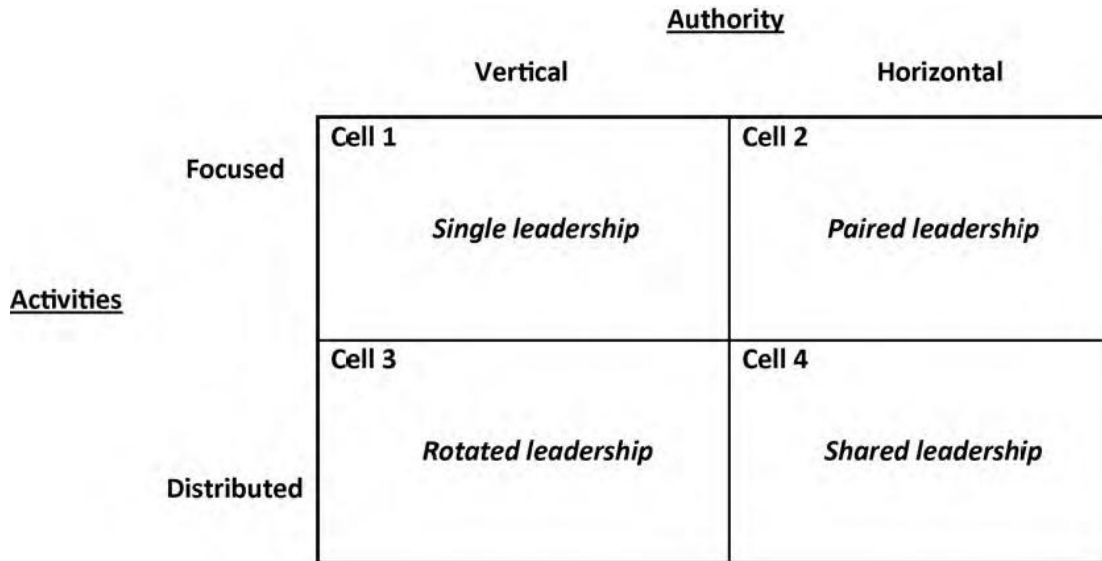 Authority
Vertical Horizontal
Cell 1 Cell 2
Focused
Single leadership Paired leadership
Activities
Cell 3 Cell 4
Rotated leadership Shared leadership
Distributed